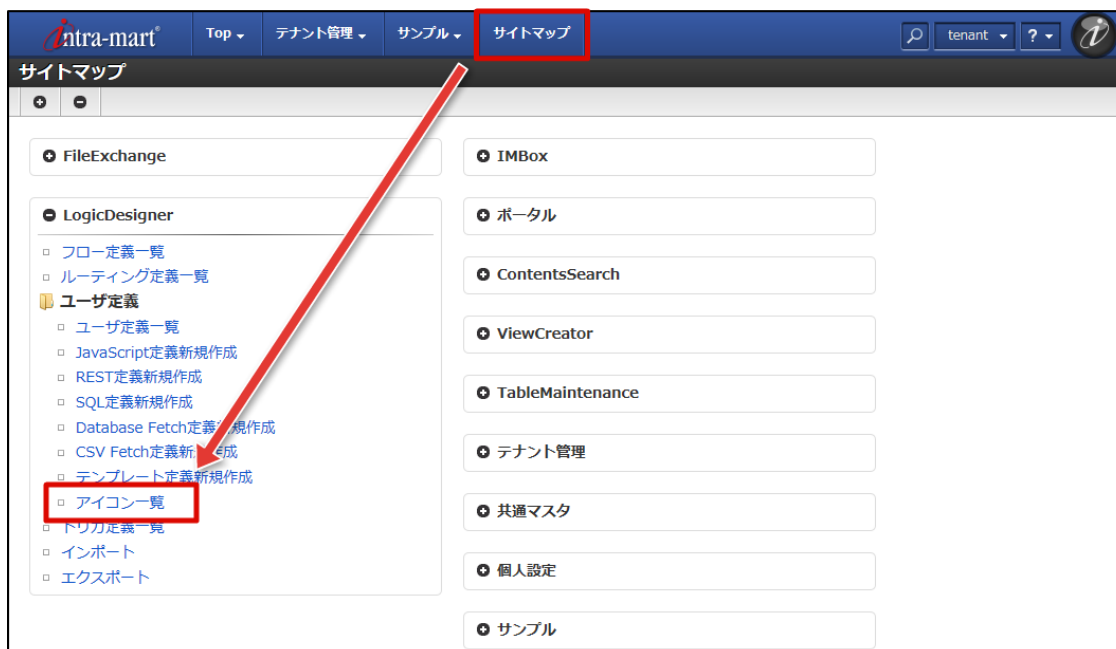 intra-mart® Top テナント管理 サンプル サイトマップ tenant ?
サイトマップ
FileExchange
LogicDesigner
フロー定義一覧
ルーティング定義一覧
ユーザ定義
ユーザ定義一覧
JavaScript定義新規作成
REST定義新規作成
SQL定義新規作成
Database Fetch定義新規作成
CSV Fetch定義新規作成
テンプレート定義新規作成
アイコン一覧
トリガ定義一覧
インポート
エクスポート
IMBox
ポータル
ContentsSearch
ViewCreator
TableMaintenance
テナント管理
共通マスタ
個人設定
サンプル